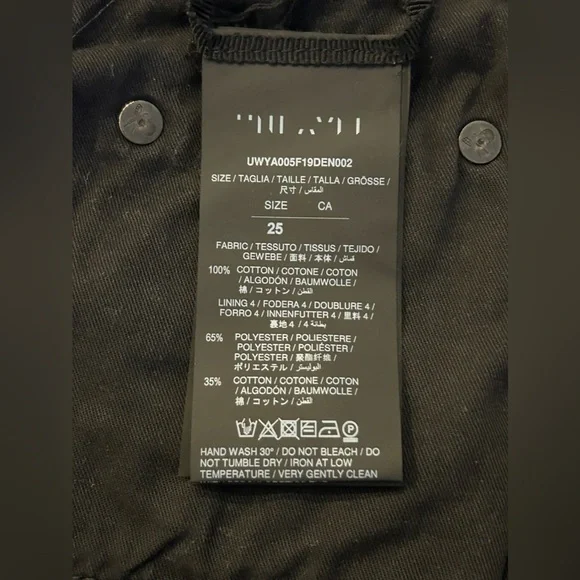 UWYA005F19DEN002
SIZE / TAGLIA / TAILLE / TALLA / GRÖSSE /
尺寸 / المقاس
SIZE CA
25
FABRIC / TESSUTO / TISSUS / TEJIDO /
GEWEBE / 面料 / 本体 / قماش
100% COTTON / COTONE / COTON
/ ALGODÓN / BAUMWOLLE /
棉 / コットン / القطن
LINING 4 / FODERA 4 / DOUBLURE 4 /
FORRO 4 / INNENFUTTER 4 / 里料 4 /
裏地 4 / بطانة 4
65% POLYESTER / POLIESTERE /
POLYESTER / POLIÉSTER /
POLYESTER / 聚酯纤维 /
ポリエステル / البوليستر
35% COTTON / COTONE / COTON
/ ALGODÓN / BAUMWOLLE /
棉 / コットン / القطن
HAND WASH 30° / DO NOT BLEACH / DO
NOT TUMBLE DRY / IRON AT LOW
TEMPERATURE / VERY GENTLY CLEAN